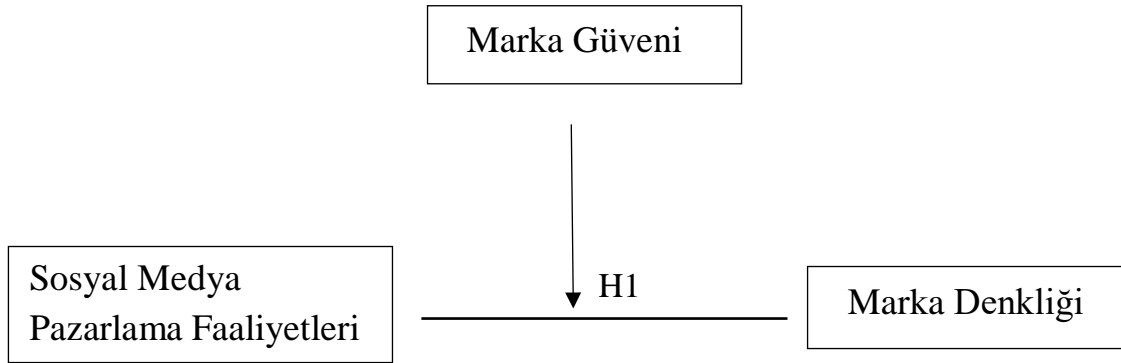 Marka Güveni
H1
Sosyal Medya
Pazarlama Faaliyetleri
Marka Denkliği